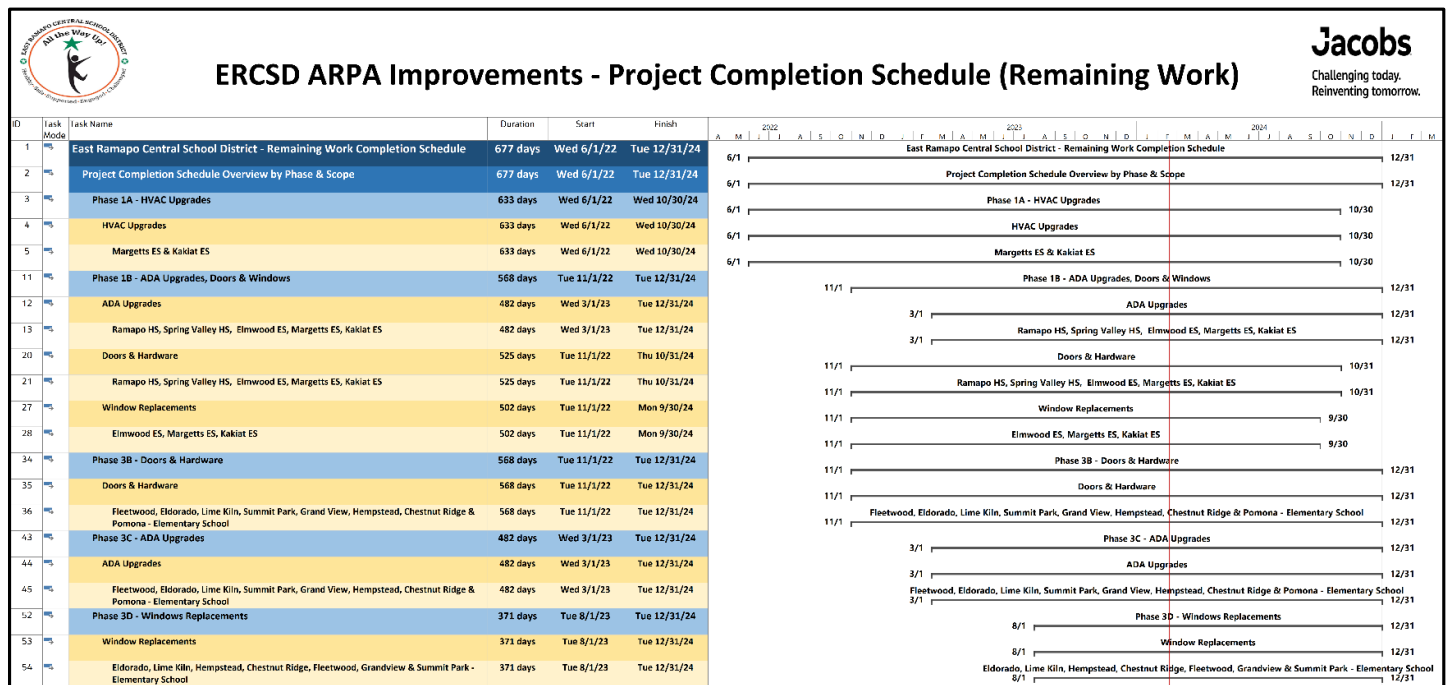 EAST RAMAPO CENTRAL SCHOOL DISTRICT
All the Way Up!
Jacobs
Challenging today.
Reinventing tomorrow.
ERCSD ARPA Improvements - Project Completion Schedule (Remaining Work)
ID Task Mode Task Name Duration Start Finish
2022 2023 2024
A M J J A S O N D J F M A M J J A S O N D J F M A M J J A S O N D J F M
1 East Ramapo Central School District - Remaining Work Completion Schedule 677 days Wed 6/1/22 Tue 12/31/24 6/1 East Ramapo Central School District - Remaining Work Completion Schedule 12/31
2 Project Completion Schedule Overview by Phase & Scope 677 days Wed 6/1/22 Tue 12/31/24 6/1 Project Completion Schedule Overview by Phase & Scope 12/31
3 Phase 1A - HVAC Upgrades 633 days Wed 6/1/22 Wed 10/30/24 6/1 Phase 1A - HVAC Upgrades 10/30
4 HVAC Upgrades 633 days Wed 6/1/22 Wed 10/30/24 6/1 HVAC Upgrades 10/30
5 Margetts ES & Kakiat ES 633 days Wed 6/1/22 Wed 10/30/24 6/1 Margetts ES & Kakiat ES 10/30
11 Phase 1B - ADA Upgrades, Doors & Windows 568 days Tue 11/1/22 Tue 12/31/24 11/1 Phase 1B - ADA Upgrades, Doors & Windows 12/31
12 ADA Upgrades 482 days Wed 3/1/23 Tue 12/31/24 3/1 ADA Upgrades 12/31
13 Ramapo HS, Spring Valley HS, Elmwood ES, Margetts ES, Kakiat ES 482 days Wed 3/1/23 Tue 12/31/24 3/1 Ramapo HS, Spring Valley HS, Elmwood ES, Margetts ES, Kakiat ES 12/31
20 Doors & Hardware 525 days Tue 11/1/22 Thu 10/31/24 11/1 Doors & Hardware 10/31
21 Ramapo HS, Spring Valley HS, Elmwood ES, Margetts ES, Kakiat ES 525 days Tue 11/1/22 Thu 10/31/24 11/1 Ramapo HS, Spring Valley HS, Elmwood ES, Margetts ES, Kakiat ES 10/31
27 Window Replacements 502 days Tue 11/1/22 Mon 9/30/24 11/1 Window Replacements 9/30
28 Elmwood ES, Margetts ES, Kakiat ES 502 days Tue 11/1/22 Mon 9/30/24 11/1 Elmwood ES, Margetts ES, Kakiat ES 9/30
34 Phase 3B - Doors & Hardware 568 days Tue 11/1/22 Tue 12/31/24 11/1 Phase 3B - Doors & Hardware 12/31
35 Doors & Hardware 568 days Tue 11/1/22 Tue 12/31/24 11/1 Doors & Hardware 12/31
36 Fleetwood, Eldorado, Lime Kiln, Summit Park, Grand View, Hempstead, Chestnut Ridge & 568 days Tue 11/1/22 Tue 12/31/24 11/1 Fleetwood, Eldorado, Lime Kiln, Summit Park, Grand View, Hempstead, Chestnut Ridge & Pomona - Elementary School 12/31
Pomona - Elementary School
43 Phase 3C - ADA Upgrades 482 days Wed 3/1/23 Tue 12/31/24 3/1 Phase 3C - ADA Upgrades 12/31
44 ADA Upgrades 482 days Wed 3/1/23 Tue 12/31/24 3/1 ADA Upgrades 12/31
45 Fleetwood, Eldorado, Lime Kiln, Summit Park, Grand View, Hempstead, Chestnut Ridge & 482 days Wed 3/1/23 Tue 12/31/24 3/1 Fleetwood, Eldorado, Lime Kiln, Summit Park, Grand View, Hempstead, Chestnut Ridge & Pomona - Elementary School 12/31
Pomona - Elementary School
52 Phase 3D - Windows Replacements 371 days Tue 8/1/23 Tue 12/31/24 8/1 Phase 3D - Windows Replacements 12/31
53 Window Replacements 371 days Tue 8/1/23 Tue 12/31/24 8/1 Window Replacements 12/31
54 Eldorado, Lime Kiln, Hempstead, Chestnut Ridge, Fleetwood, Grandview & Summit Park - 371 days Tue 8/1/23 Tue 12/31/24 8/1 Eldorado, Lime Kiln, Hempstead, Chestnut Ridge, Fleetwood, Grandview & Summit Park - Elementary School 12/31
Elementary School